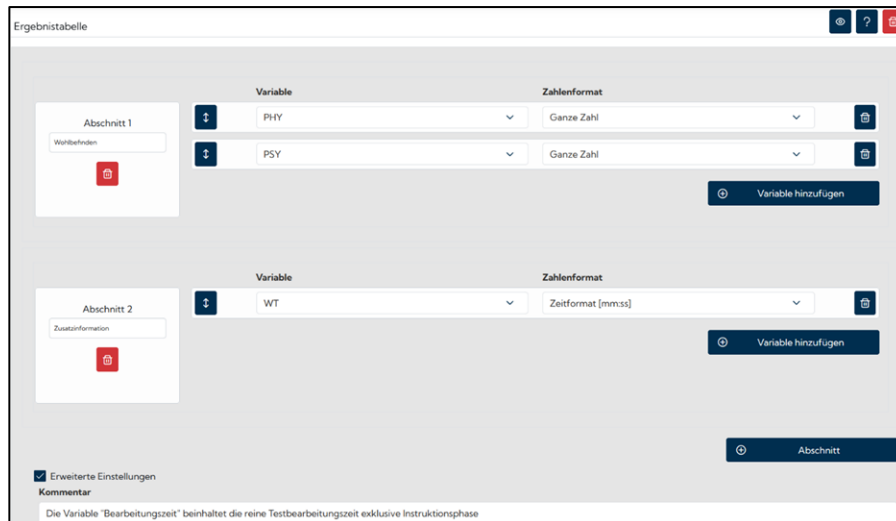 Ergebnistabelle
?
Variable Zahlenformat
Abschnitt 1
Wohlbefinden
PHY Ganze Zahl
PSY Ganze Zahl
Variable hinzufügen
Variable Zahlenformat
Abschnitt 2
Zusatzinformation
WT Zeitformat [mm:ss]
Variable hinzufügen
Abschnitt
Erweiterte Einstellungen
Kommentar
Die Variable "Bearbeitungszeit" beinhaltet die reine Testbearbeitungszeit exklusive Instruktionsphase